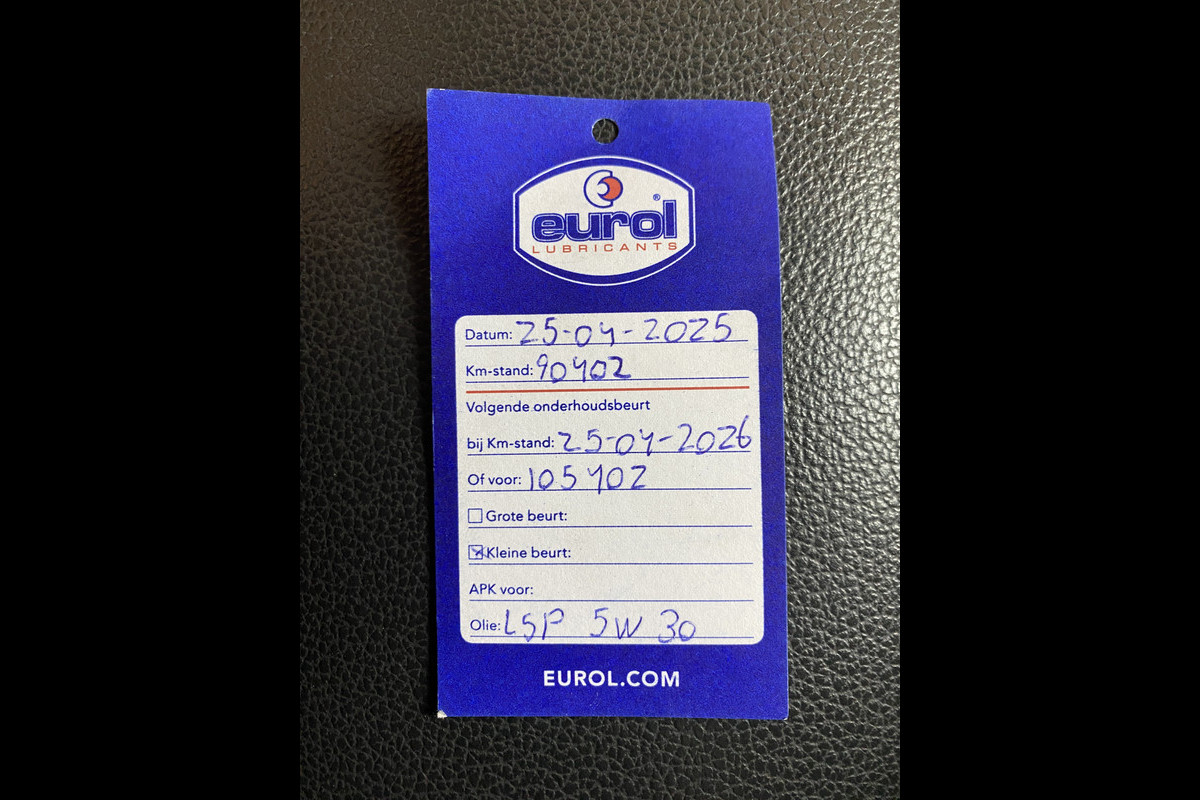 eurol®
LUBRICANTS
Datum: 25-04-2025
Km-stand: 90402
Volgende onderhoudsbeurt
bij Km-stand: 25-04-2026
Of voor: 105402
Grote beurt:
Kleine beurt:
APK voor:
Olie: LSP 5W 30
EUROL.COM